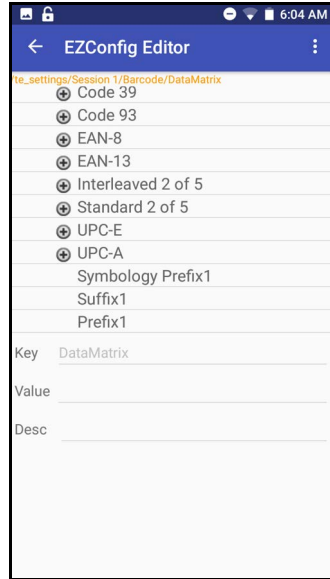 6:04 AM
EZConfig Editor
te_settings/Session 1/Barcode/DataMatrix
Code 39
Code 93
EAN-8
EAN-13
Interleaved 2 of 5
Standard 2 of 5
UPC-E
UPC-A
Symbology Prefix1
Suffix1
Prefix1
Key DataMatrix
Value
Desc